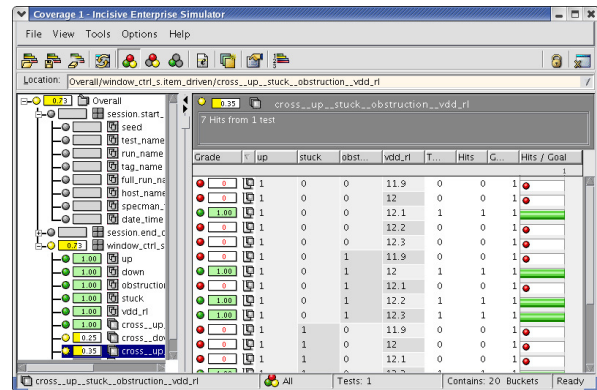 Coverage 1 - Incisive Enterprise Simulator
File View Tools Options Help
Location: Overall/window_ctrl_s.item_driven/cross__up__stuck__obstruction__vdd_rl
0.73 Overall
session.start_
seed
test_name
run_name
tag_name
full_run_na
host_name
specman_
date_time
session.end_c
0.73 window_ctrl_s
1.00 up
1.00 down
1.00 obstruction
1.00 stuck
1.00 vdd_rl
1.00 cross__up_
0.25 cross__dov
0.35 cross__up_
0.35 cross__up__stuck__obstruction__vdd_rl
7 Hits from 1 test
Grade up stuck obst... vdd_rl T... Hits G... Hits / Goal
1
0 1 0 0 11.9 0 0 1
0 1 0 0 12 0 0 1
1.00 1 0 0 12.1 1 1 1
0 1 0 0 12.2 0 0 1
0 1 0 0 12.3 0 0 1
0 1 0 1 11.9 0 0 1
1.00 1 0 1 12 1 1 1
0 1 0 1 12.1 0 0 1
1.00 1 0 1 12.2 1 1 1
1.00 1 0 1 12.3 1 1 1
0 1 1 0 11.9 0 0 1
0 1 1 0 12 0 0 1
0 1 1 0 12.1 0 0 1
cross__up__stuck__obstruction__vdd_rl All Tests: 1 Contains: 20 Buckets Ready